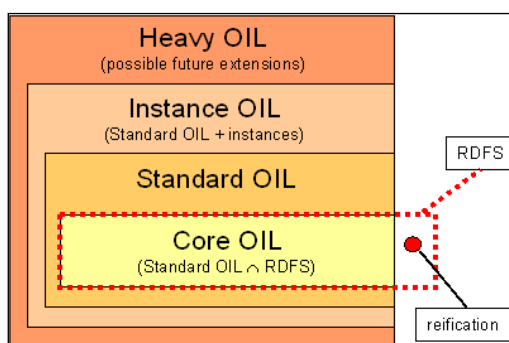 Heavy OIL
(possible future extensions)
Instance OIL
(Standard OIL + instances)
RDFS
Standard OIL
Core OIL
(Standard OIL ∩ RDFS)
reification